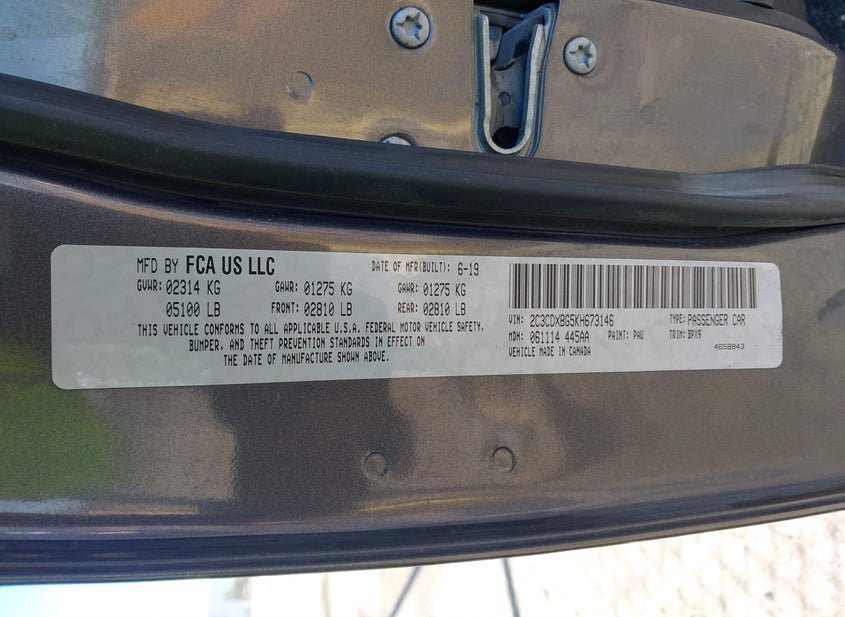 MFD BY FCA US LLC DATE OF MFR(BUILT): 6-19
GVWR: 02314 KG GAWR: 01275 KG GAWR: 01275 KG
05100 LB FRONT: 02810 LB REAR: 02810 LB
THIS VEHICLE CONFORMS TO ALL APPLICABLE U.S.A. FEDERAL MOTOR VEHICLE SAFETY,
BUMPER, AND THEFT PREVENTION STANDARDS IN EFFECT ON
THE DATE OF MANUFACTURE SHOWN ABOVE.
VIN: 2C3CDXBG5KH673146 TYPE: PASSENGER CAR
MDH: 061114 445AA PAINT: PAU TRIM: BPX9
VEHICLE MADE IN CANADA 4658843